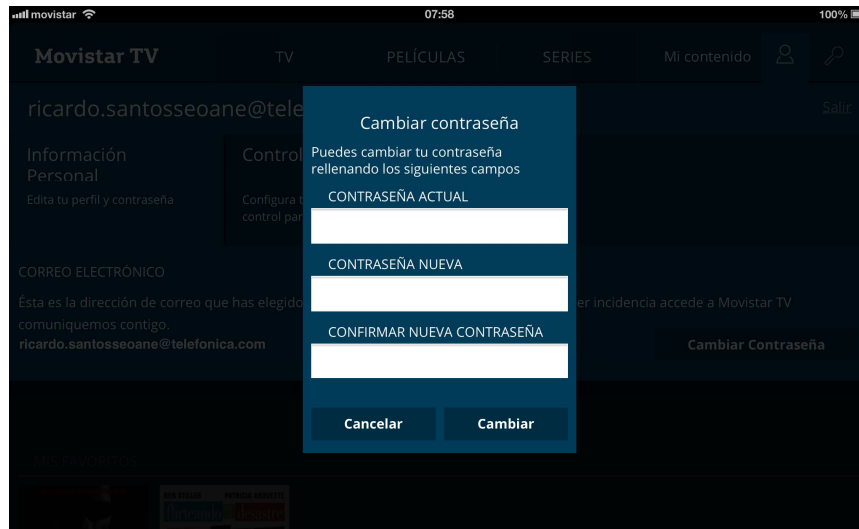 movistar 07:58 100%
Movistar TV TV PELÍCULAS SERIES Mi contenido
ricardo.santosseoane@tele Salir
Información
Personal
Control
Edita tu perfil y contraseña
Configura t
control par
Cambiar contraseña
Puedes cambiar tu contraseña
rellenando los siguientes campos
CONTRASEÑA ACTUAL
CONTRASEÑA NUEVA
CONFIRMAR NUEVA CONTRASEÑA
Cancelar Cambiar
CORREO ELECTRÓNICO
Ésta es la dirección de correo que has elegido er incidencia accede a Movistar TV
comuniquemos contigo.
ricardo.santosseoane@telefonica.com Cambiar Contraseña
FAVORITOS
flirteando desastre